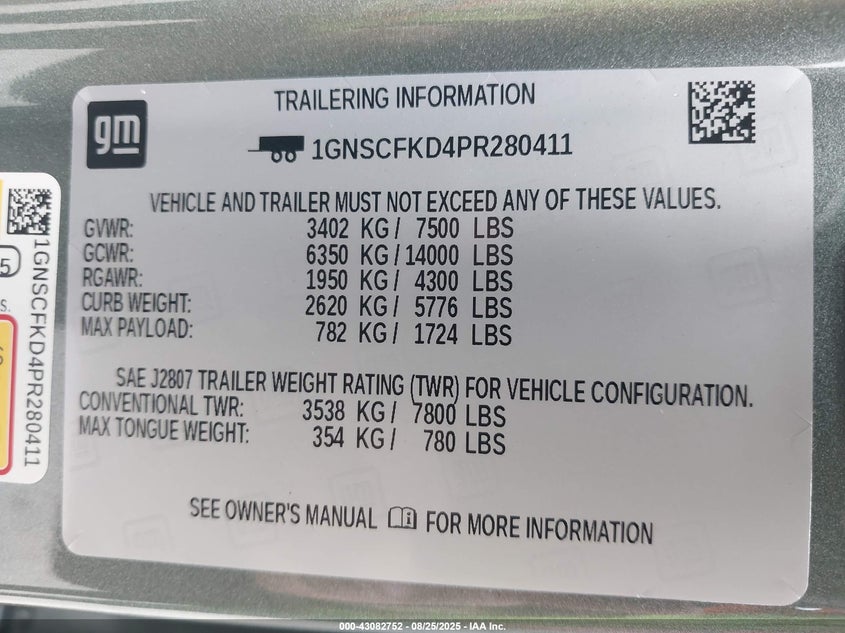 gm
TRAILERING INFORMATION
1GNSCFKD4PR280411
VEHICLE AND TRAILER MUST NOT EXCEED ANY OF THESE VALUES.
GVWR: 3402 KG / 7500 LBS
GCWR: 6350 KG / 14000 LBS
RGAWR: 1950 KG / 4300 LBS
CURB WEIGHT: 2620 KG / 5776 LBS
MAX PAYLOAD: 782 KG / 1724 LBS
SAE J2807 TRAILER WEIGHT RATING (TWR) FOR VEHICLE CONFIGURATION.
CONVENTIONAL TWR: 3538 KG / 7800 LBS
MAX TONGUE WEIGHT: 354 KG / 780 LBS
SEE OWNER'S MANUAL FOR MORE INFORMATION
1GNSCFKD4PR280411
5
S.
000-43082752 - 08/25/2025 - IAA Inc.